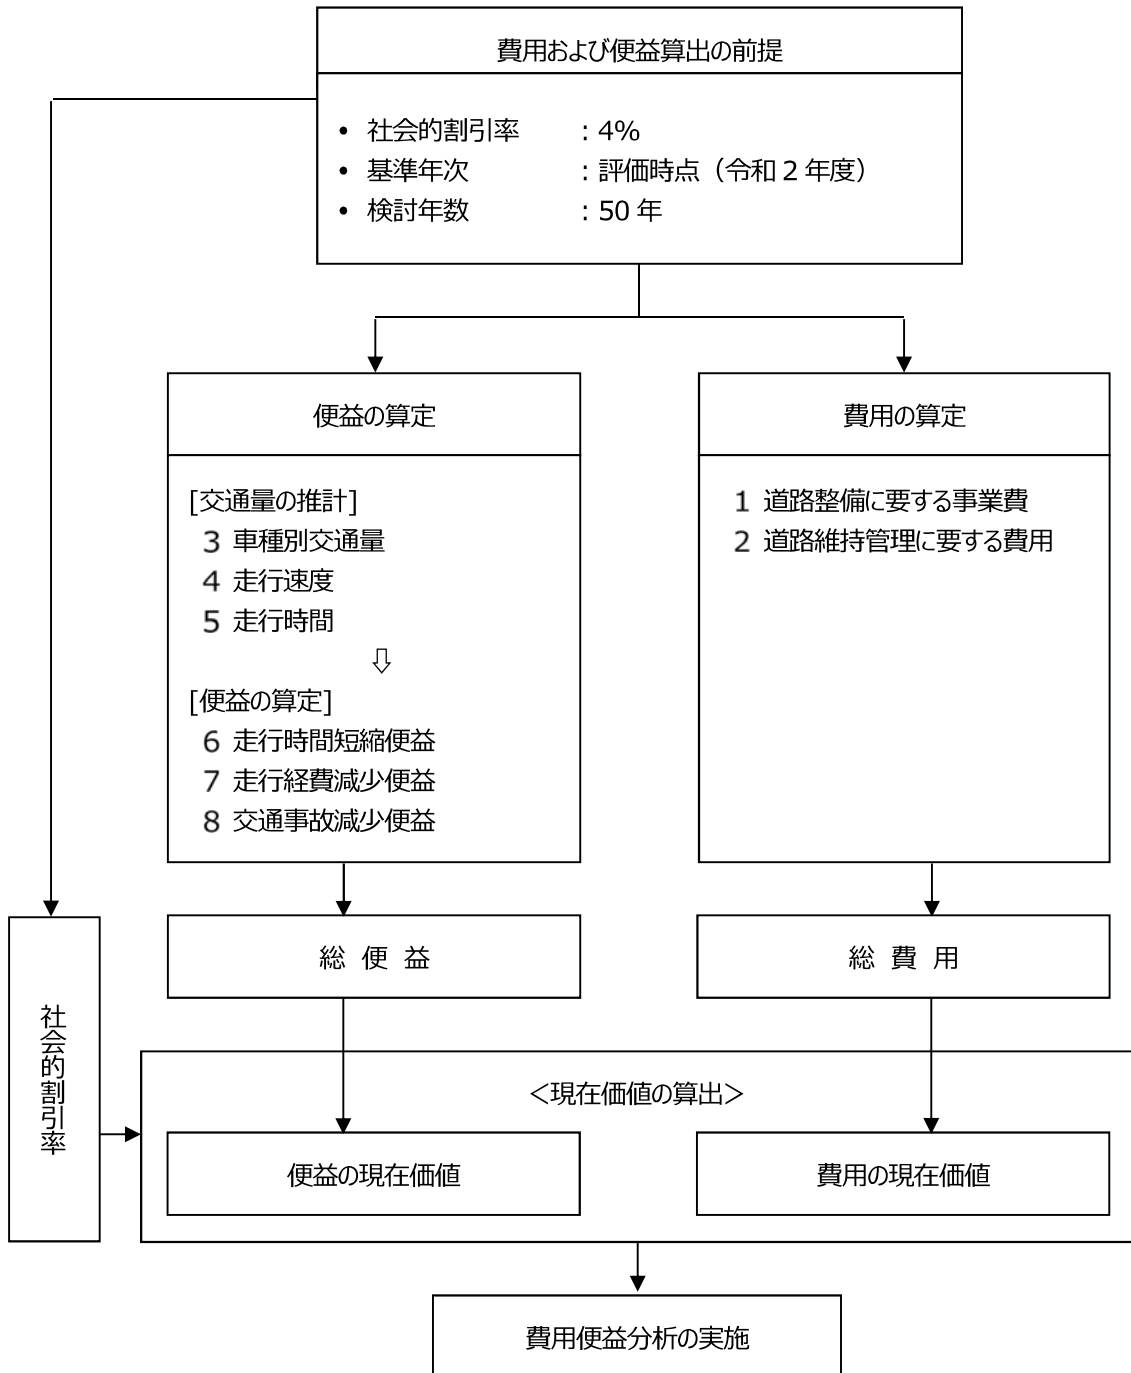 費用および便益算出の前提
• 社会的割引率 : 4%
• 基準年次 : 評価時点（令和 2 年度）
• 検討年数 : 50 年
便益の算定
[交通量の推計]
3 車種別交通量
4 走行速度
5 走行時間
⇩
[便益の算定]
6 走行時間短縮便益
7 走行経費減少便益
8 交通事故減少便益
費用の算定
1 道路整備に要する事業費
2 道路維持管理に要する費用
総 便 益
総 費 用
社会的割引率
＜現在価値の算出＞
便益の現在価値
費用の現在価値
費用便益分析の実施